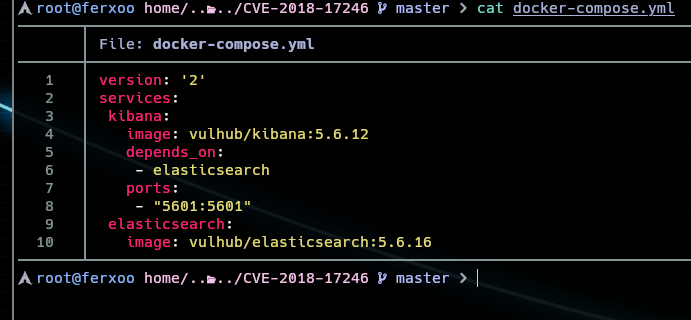 root@ferxoo home/../../CVE-2018-17246 master > cat docker-compose.yml
File: docker-compose.yml
1 version: '2'
2 services:
3 kibana:
4 image: vulhub/kibana:5.6.12
5 depends_on:
6 - elasticsearch
7 ports:
8 - "5601:5601"
9 elasticsearch:
10 image: vulhub/elasticsearch:5.6.16
root@ferxoo home/../../CVE-2018-17246 master >